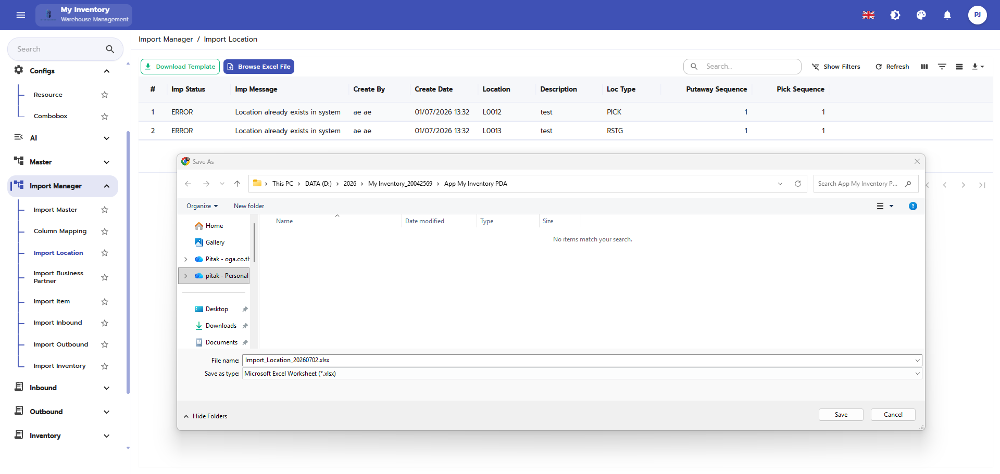 My Inventory
Warehouse Management
PJ
Search
Configs
Resource
Combobox
AI
Master
Import Manager
Import Master
Column Mapping
Import Location
Import Business
Partner
Import Item
Import Inbound
Import Outbound
Import Inventory
Inbound
Outbound
Inventory
Import Manager / Import Location
Download Template
Browse Excel File
Search...
Show Filters
Refresh
# Imp Status Imp Message Create By Create Date Location Description Loc Type Putaway Sequence Pick Sequence
1 ERROR Location already exists in system ae ae 01/07/2026 13:32 L0012 test PICK 1 1
2 ERROR Location already exists in system ae ae 01/07/2026 13:32 L0013 test RSTG 1 1
Save As
This PC > DATA (D:) > 2026 > My Inventory_20042569 > App My Inventory PDA
Search App My Inventory P...
Organize
New folder
?
Home
Gallery
Pitak - oga.co.th
pitak - Personal
Desktop
Downloads
Documents
Name Date modified Type Size
No items match your search.
File name: Import_Location_20260702.xlsx
Save as type: Microsoft Excel Worksheet (*.xlsx)
Hide Folders
Save
Cancel